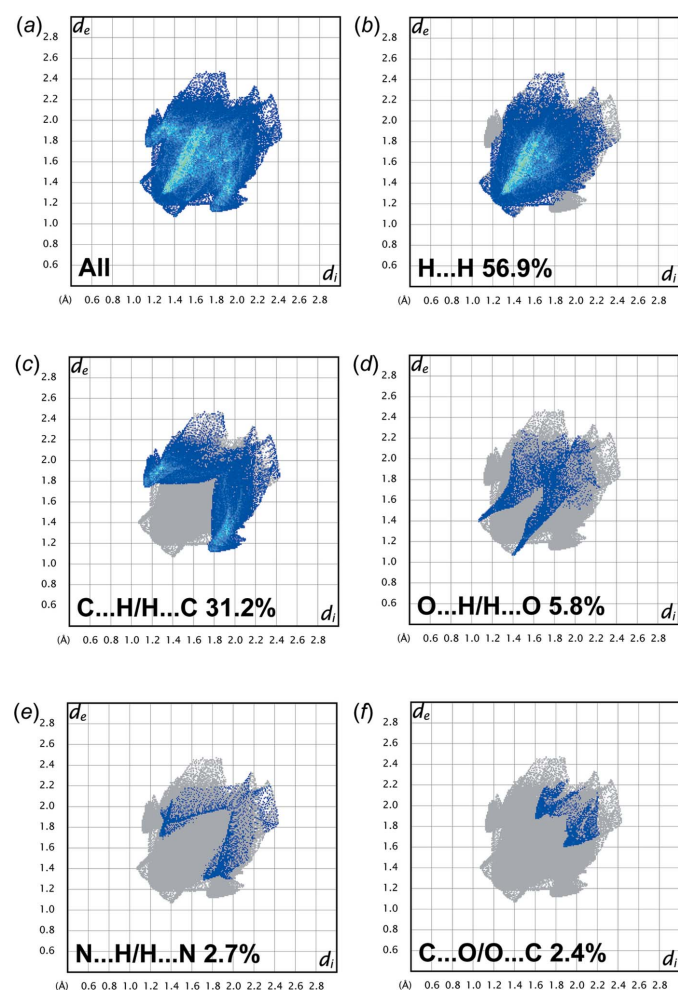 (a) (b)
dₑ dₑ
2.8 2.8
2.4 2.4
2.2 2.2
2.0 2.0
1.8 1.8
1.6 1.6
1.4 1.4
1.2 1.2
1.0 1.0
0.8 0.8
0.6 0.6
All dᵢ H...H 56.9% dᵢ
(Å) 0.6 0.8 1.0 1.2 1.4 1.6 1.8 2.0 2.2 2.4 2.6 2.8 (Å) 0.6 0.8 1.0 1.2 1.4 1.6 1.8 2.0 2.2 2.4 2.6 2.8
(c) (d)
dₑ dₑ
2.8 2.8
2.6 2.6
2.4 2.4
2.2 2.2
2.0 2.0
1.8 1.8
1.6 1.6
1.4 1.4
1.2 1.2
1.0 1.0
0.8 0.8
0.6 0.6
C...H/H...C 31.2% dᵢ O...H/H...O 5.8% dᵢ
(Å) 0.6 0.8 1.0 1.2 1.4 1.6 1.8 2.0 2.2 2.4 2.6 2.8 (Å) 0.6 0.8 1.0 1.2 1.4 1.6 1.8 2.0 2.2 2.4 2.6 2.8
(e) (f)
dₑ dₑ
2.8 2.8
2.6 2.6
2.4 2.4
2.2 2.2
2.0 2.0
1.8 1.8
1.6 1.6
1.4 1.4
1.2 1.2
1.0 1.0
0.8 0.8
0.6 0.6
N...H/H...N 2.7% dᵢ C...O/O...C 2.4% dᵢ
(Å) 0.6 0.8 1.0 1.2 1.4 1.6 1.8 2.0 2.2 2.4 2.6 2.8 (Å) 0.6 0.8 1.0 1.2 1.4 1.6 1.8 2.0 2.2 2.4 2.6 2.8